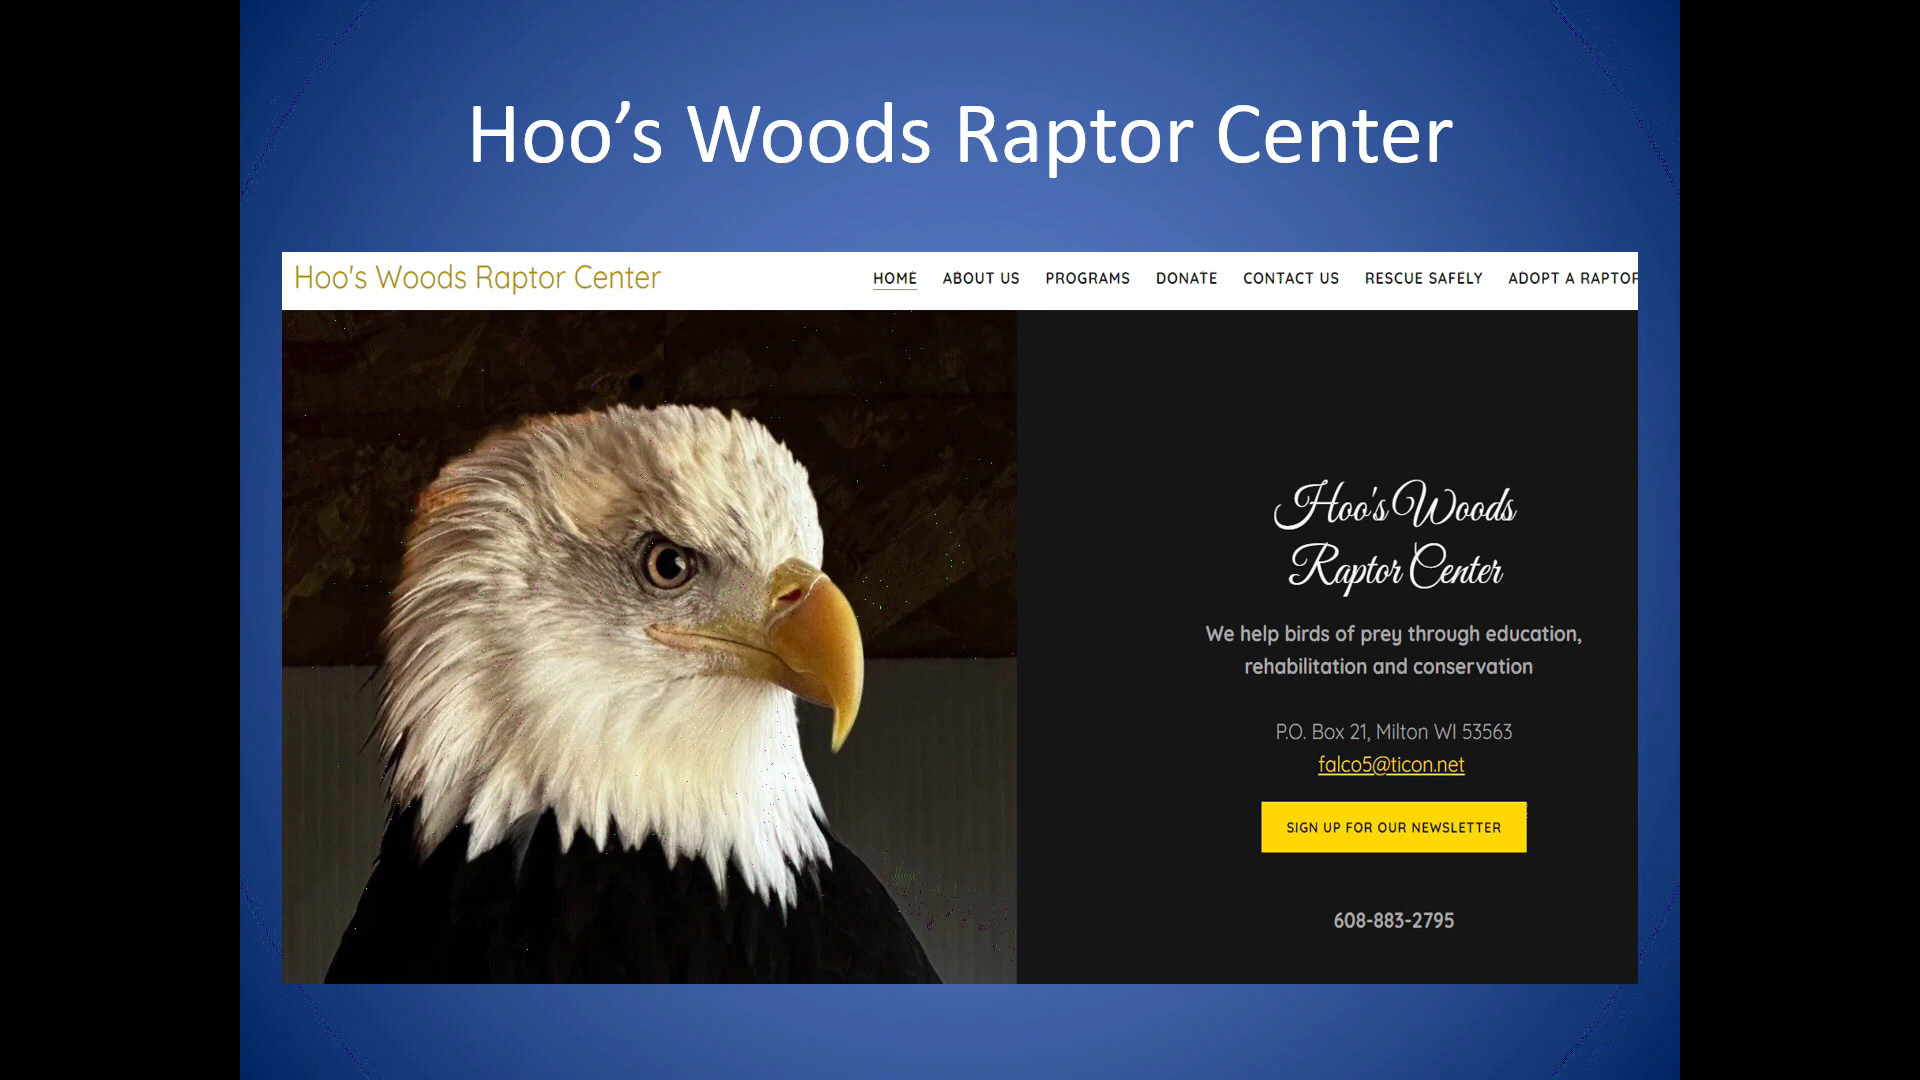 Hoo’s Woods Raptor Center
Hoo's Woods Raptor Center
HOME ABOUT US PROGRAMS DONATE CONTACT US RESCUE SAFELY ADOPT A RAPTOR
Hoo's Woods
Raptor Center
We help birds of prey through education,
rehabilitation and conservation
P.O. Box 21, Milton WI 53563
falco5@ticon.net
SIGN UP FOR OUR NEWSLETTER
608-883-2795